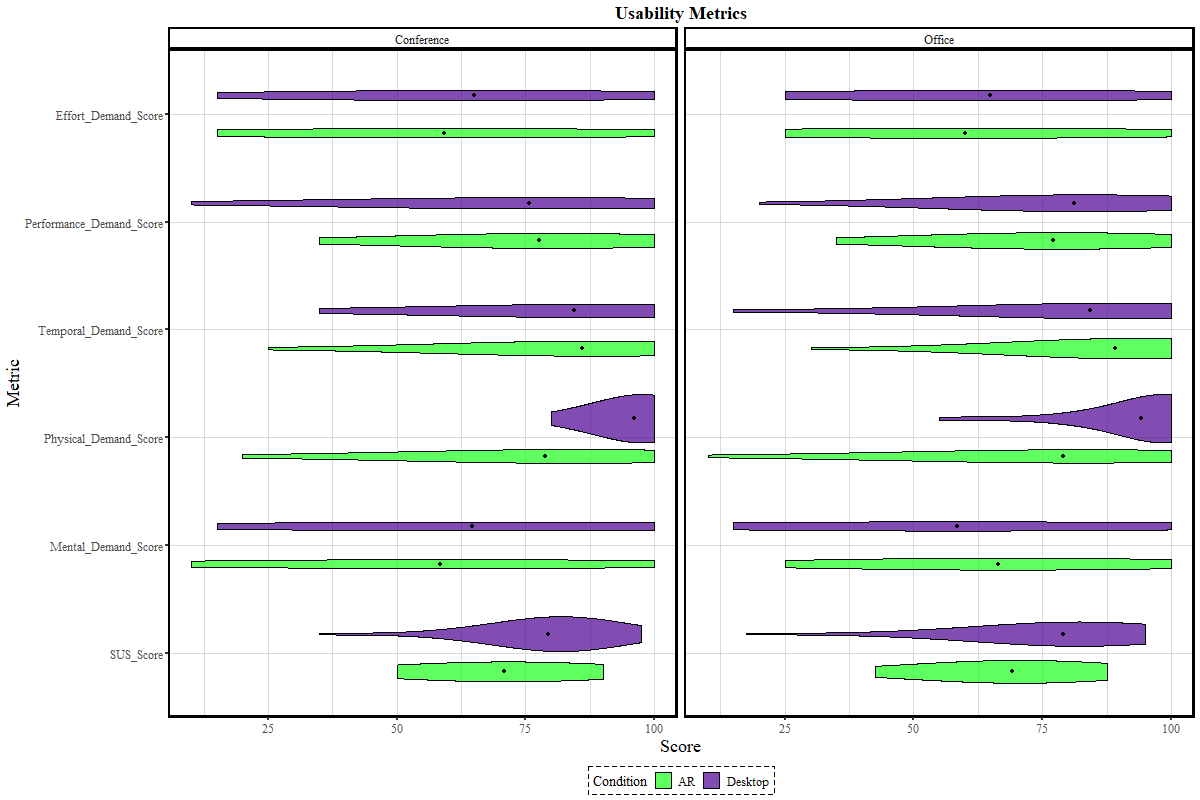 Usability Metrics
Conference
Office
Effort_Demand_Score
Performance_Demand_Score
Temporal_Demand_Score
Physical_Demand_Score
Mental_Demand_Score
SUS_Score
Metric
25 50 75 100
25 50 75 100
Score
Condition AR Desktop